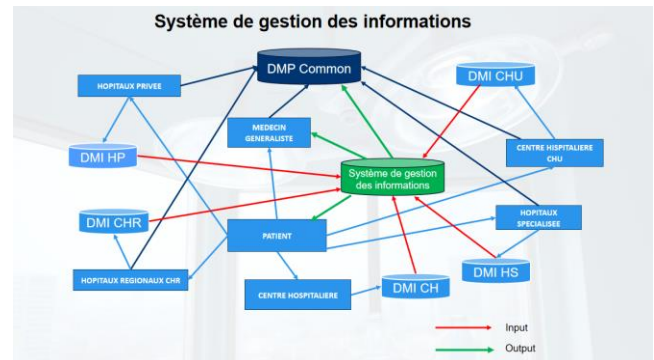 Système de gestion des informations
DMP Common
DMI CHU
HOPITAUX PRIVEE
MEDECIN
GENERALISTE
CENTRE HISPITALIERE
CHU
DMI HP
Système de gestion
des informations
DMI CHR
HOPITAUX
SPECIALISEE
PATIENT
HOPITAUX REGIONAUX CHR
CENTRE HOSPITALIERE
DMI CH
DMI HS
Input
Output